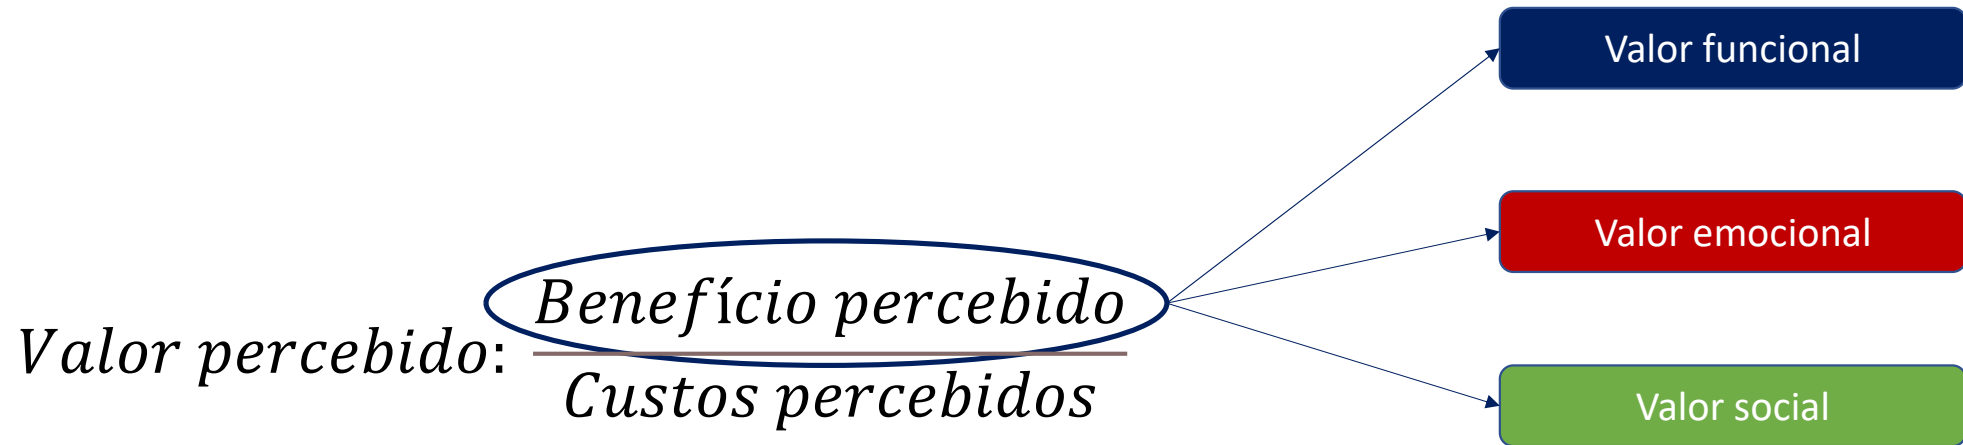 Valor funcional
Valor emocional
Benefício percebido
Valor percebido:
Custos percebidos
Valor social